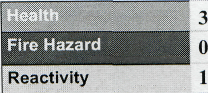 Health 3
Fire Hazard 0
Reactivity 1